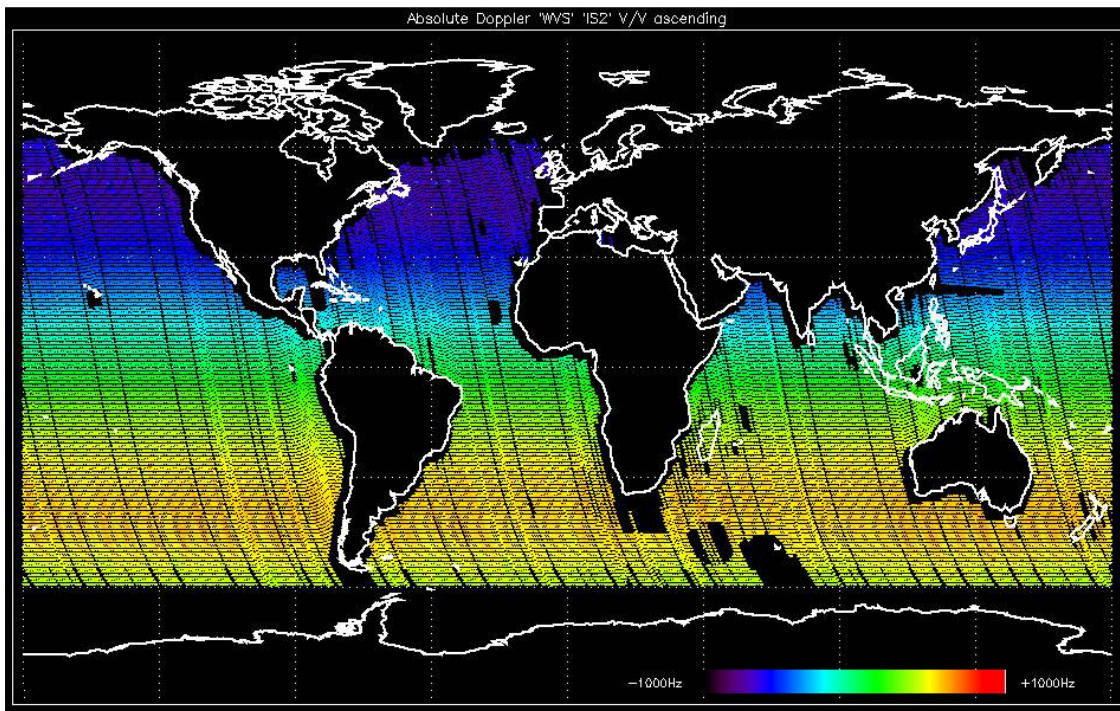 Absolute Doppler 'WVS' 'IS2' V/V ascending
-1000Hz +1000Hz